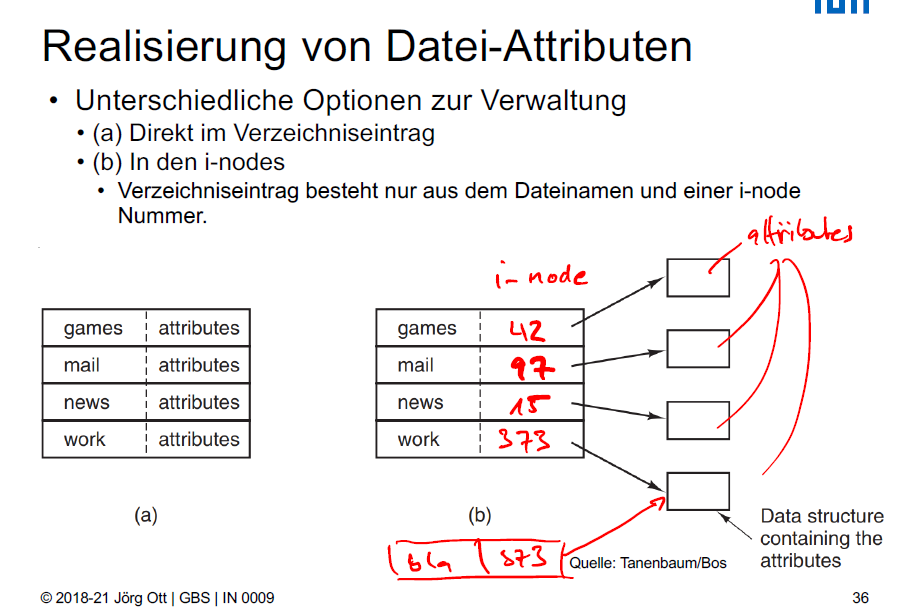 Realisierung von Datei-Attributen
• Unterschiedliche Optionen zur Verwaltung
• (a) Direkt im Verzeichniseintrag
• (b) In den i-nodes
• Verzeichniseintrag besteht nur aus dem Dateinamen und einer i-node
Nummer.
attributes
i-node
games attributes
mail attributes
news attributes
work attributes
games 42
mail 97
news 15
work 373
(a)
(b)
Data structure
containing the
attributes
bla 373
Quelle: Tanenbaum/Bos
© 2018-21 Jörg Ott | GBS | IN 0009
36